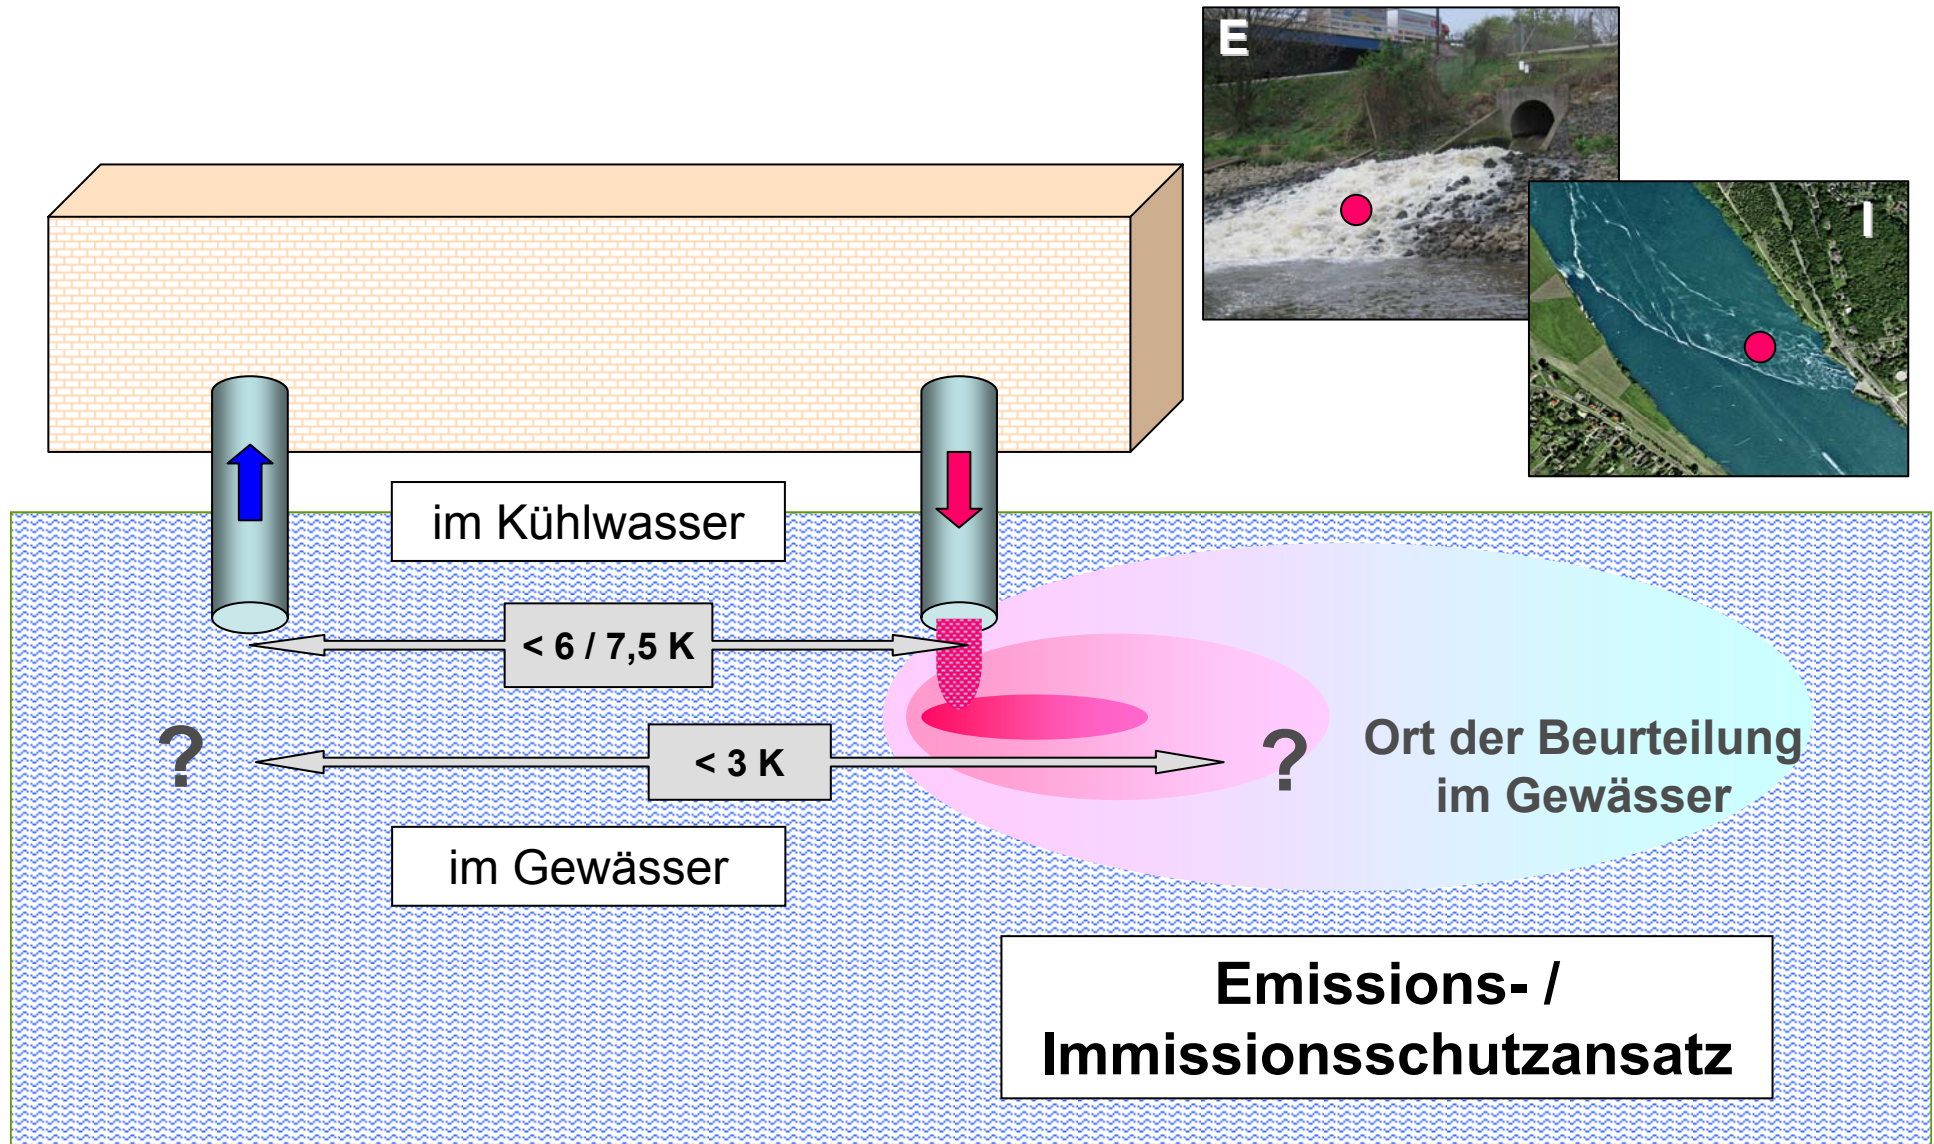 E
I
im Kühlwasser
< 6 / 7,5 K
?
< 3 K
?
Ort der Beurteilung
im Gewässer
im Gewässer
Emissions- /
Immissionsschutzansatz